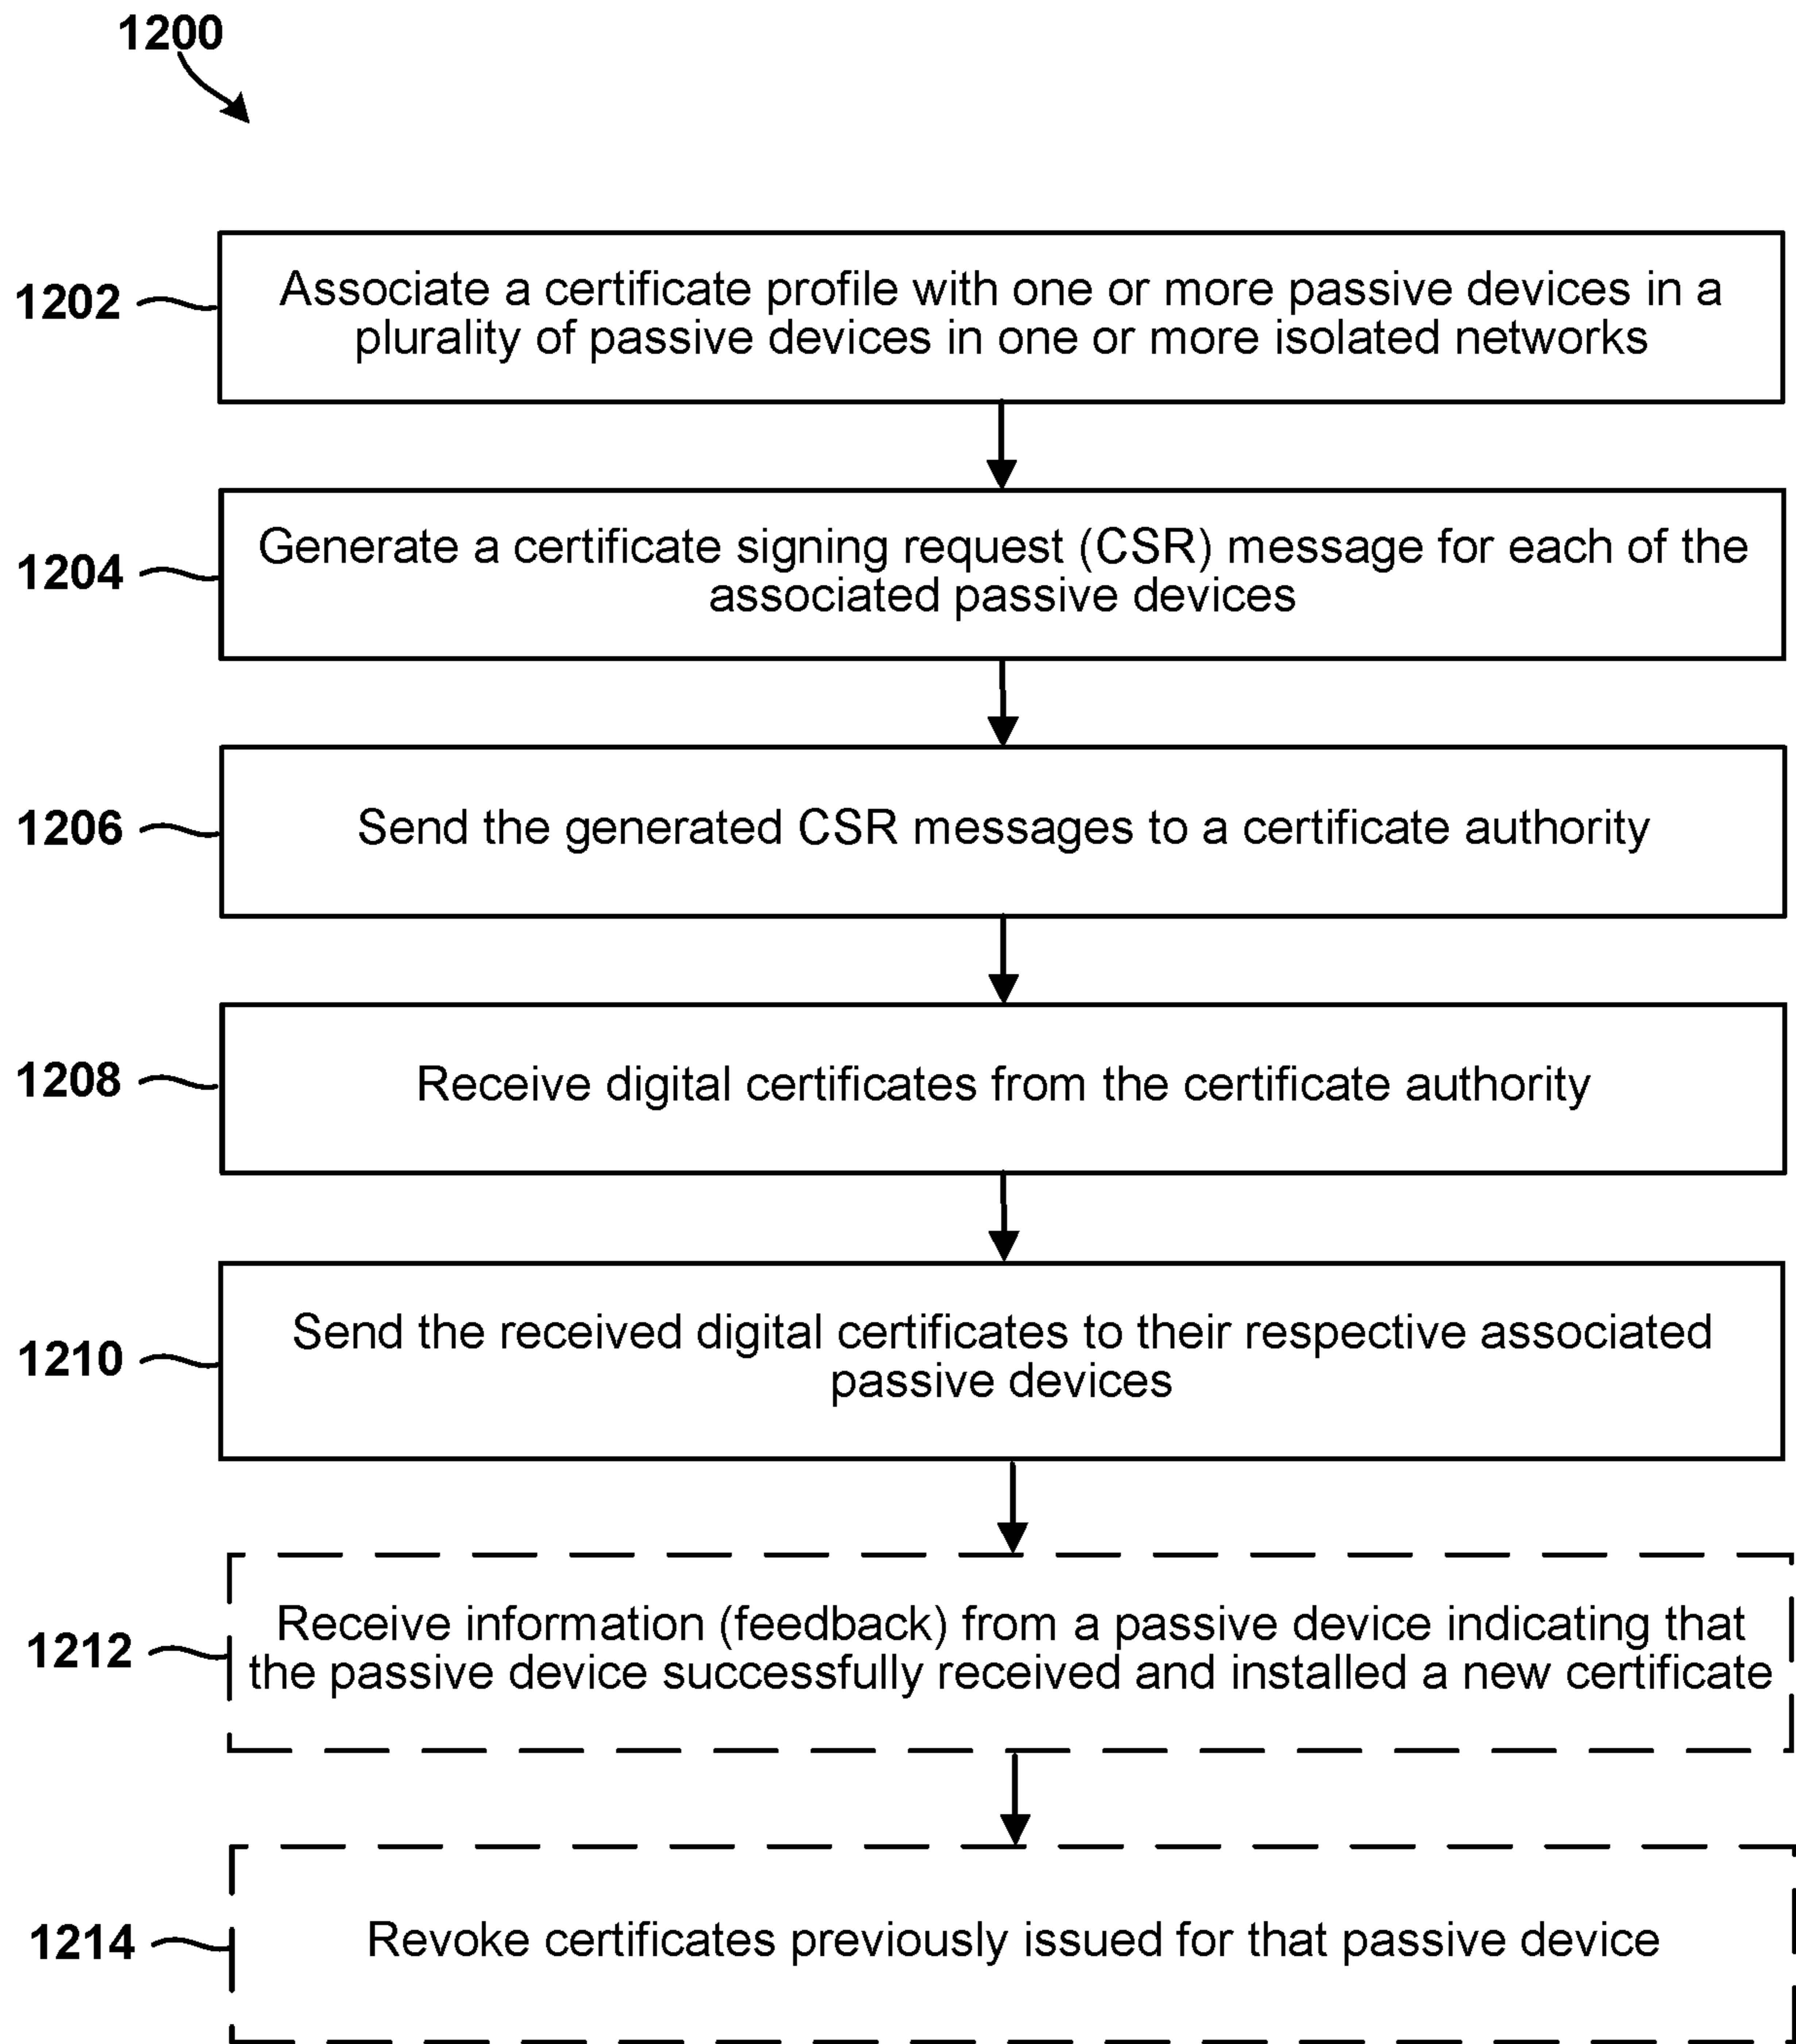 1200
1202
Associate a certificate profile with one or more passive devices in a
plurality of passive devices in one or more isolated networks
1204
Generate a certificate signing request (CSR) message for each of the
associated passive devices
1206
Send the generated CSR messages to a certificate authority
1208
Receive digital certificates from the certificate authority
1210
Send the received digital certificates to their respective associated
passive devices
1212
Receive information (feedback) from a passive device indicating that
the passive device successfully received and installed a new certificate
1214
Revoke certificates previously issued for that passive device